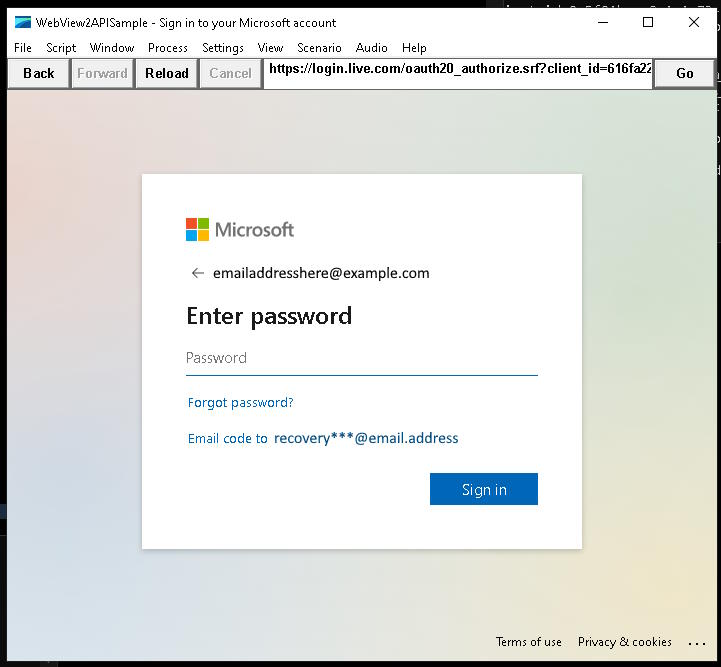 WebView2APISample - Sign in to your Microsoft account
File Script Window Process Settings View Scenario Audio Help
Back Forward Reload Cancel https://login.live.com/oauth20_authorize.srf?client_id=616fa22 Go
Microsoft
← emailaddresshere@example.com
Enter password
Password
Forgot password?
Email code to recovery***@email.address
Sign in
Terms of use Privacy & cookies ...